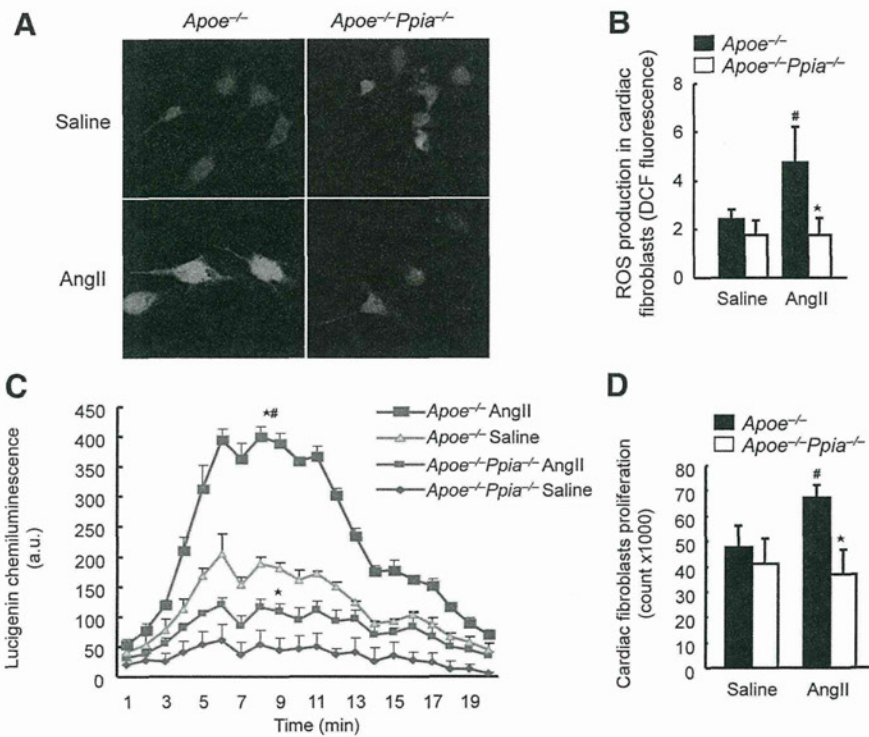 A
Apoe⁻/⁻
Apoe⁻/⁻Ppia⁻/⁻
Saline
AngII
B
Apoe⁻/⁻
Apoe⁻/⁻Ppia⁻/⁻
ROS production in cardiac
fibroblasts (DCF fluorescence)
8
6
4
2
0
#
*
Saline
AngII
C
Lucigenin chemiluminescence
(a.u.)
450
400
350
300
250
200
150
100
50
0
*#
*
Apoe⁻/⁻ AngII
Apoe⁻/⁻ Saline
Apoe⁻/⁻Ppia⁻/⁻ AngII
Apoe⁻/⁻Ppia⁻/⁻ Saline
1 3 5 7 9 11 13 15 17 19
Time (min)
D
Apoe⁻/⁻
Apoe⁻/⁻Ppia⁻/⁻
Cardiac fibroblasts proliferation
(count x1000)
80
70
60
50
40
30
20
10
0
#
*
Saline
AngII